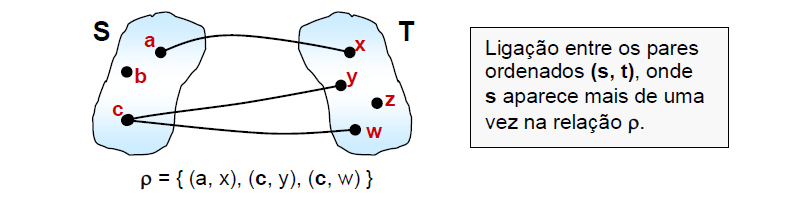 S
T
a
b
c
x
y
z
w
ρ = { (a, x), (c, y), (c, w) }
Ligação entre os pares
ordenados (s, t), onde
s aparece mais de uma
vez na relação ρ.